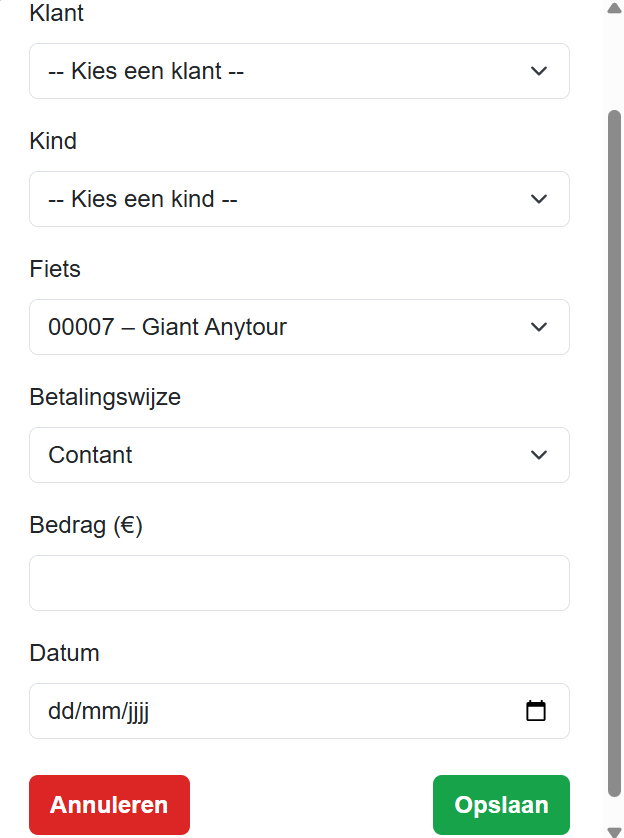 Klant
-- Kies een klant --
Kind
-- Kies een kind --
Fiets
00007 – Giant Anytour
Betalingswijze
Contant
Bedrag (€)
Datum
dd/mm/jjjj
Annuleren
Opslaan